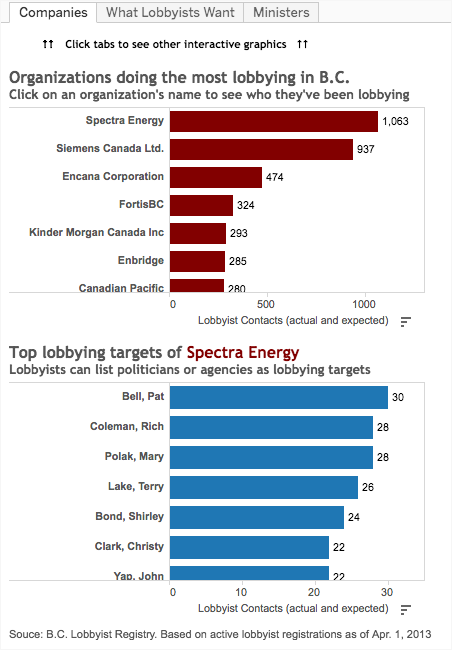 Companies What Lobbyists Want Ministers
↑↑ Click tabs to see other interactive graphics ↑↑
Organizations doing the most lobbying in B.C.
Click on an organization's name to see who they've been lobbying
Spectra Energy 1,063
Siemens Canada Ltd. 937
Encana Corporation 474
FortisBC 324
Kinder Morgan Canada Inc 293
Enbridge 285
Canadian Pacific 280
0 500 1000
Lobbyist Contacts (actual and expected)
Top lobbying targets of Spectra Energy
Lobbyists can list politicians or agencies as lobbying targets
Bell, Pat 30
Coleman, Rich 28
Polak, Mary 28
Lake, Terry 26
Bond, Shirley 24
Clark, Christy 22
Yap, John 22
0 10 20 30
Lobbyist Contacts (actual and expected)
Souce: B.C. Lobbyist Registry. Based on active lobbyist registrations as of Apr. 1, 2013